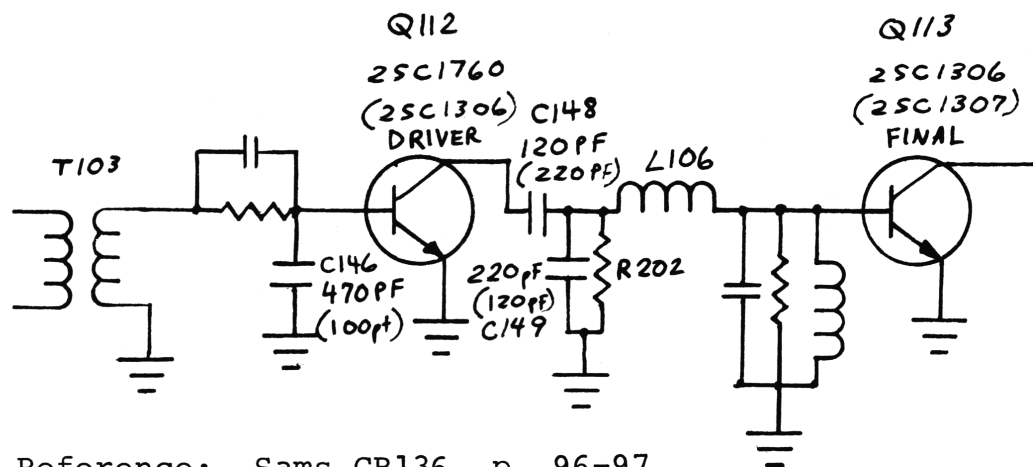 Q112
2SC1760
(2SC1306)
DRIVER
C148
120PF
(220PF)
L106
Q113
2SC1306
(2SC1307)
FINAL
T103
C146
470PF
(100pf)
220pF
(120pF)
C149
R202
Reference: Sams CB136, p. 96-97